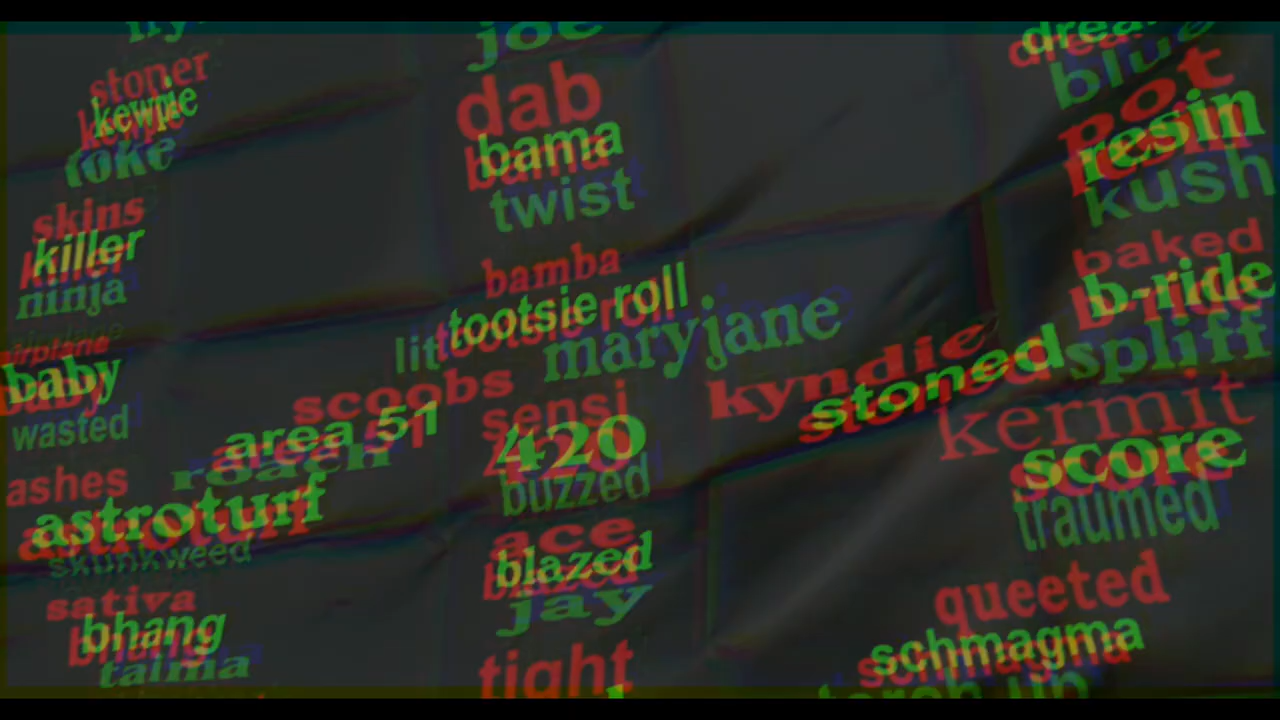 joe
stoner
kewpie
toke
skins
killer
ninja
airplane
baby
wasted
ashes
astroturf
skunkweed
sativa
bhang
taima
scoobs
area 51
roach
dab
bama
twist
bamba
tootsie roll
lit
maryjane
sensi
420
buzzed
ace
blazed
jay
tight
blue
pot
resin
kush
baked
b-ride
spliff
kyndie
stoned
kermit
score
traumed
queeted
schmagma